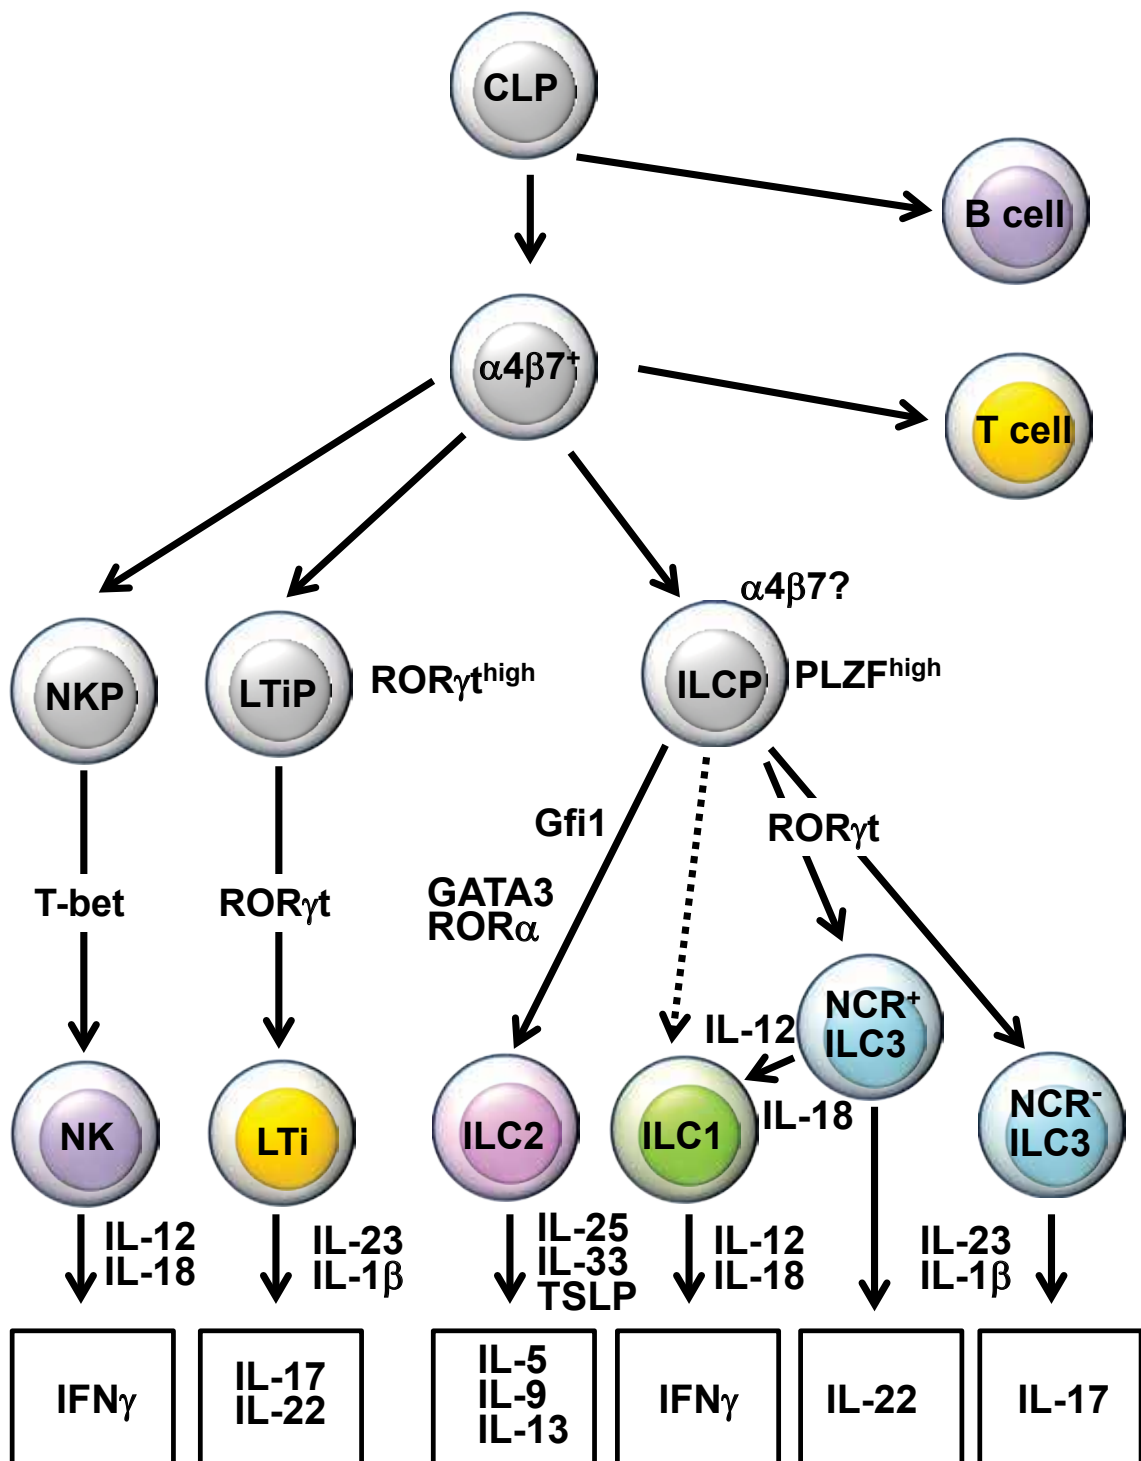 CLP
B cell
α4β7⁺
T cell
α4β7?
NKP
LTiP
RORγtʰⁱᵍʰ
ILCP
PLZFʰⁱᵍʰ
Gfi1
RORγt
T-bet
RORγt
GATA3
RORα
NCR⁺
ILC3
IL-12
IL-18
NK
LTi
ILC2
ILC1
NCR⁻
ILC3
IL-12
IL-18
IL-23
IL-1β
IL-25
IL-33
TSLP
IL-12
IL-18
IL-23
IL-1β
IFNγ
IL-17
IL-22
IL-5
IL-9
IL-13
IFNγ
IL-22
IL-17